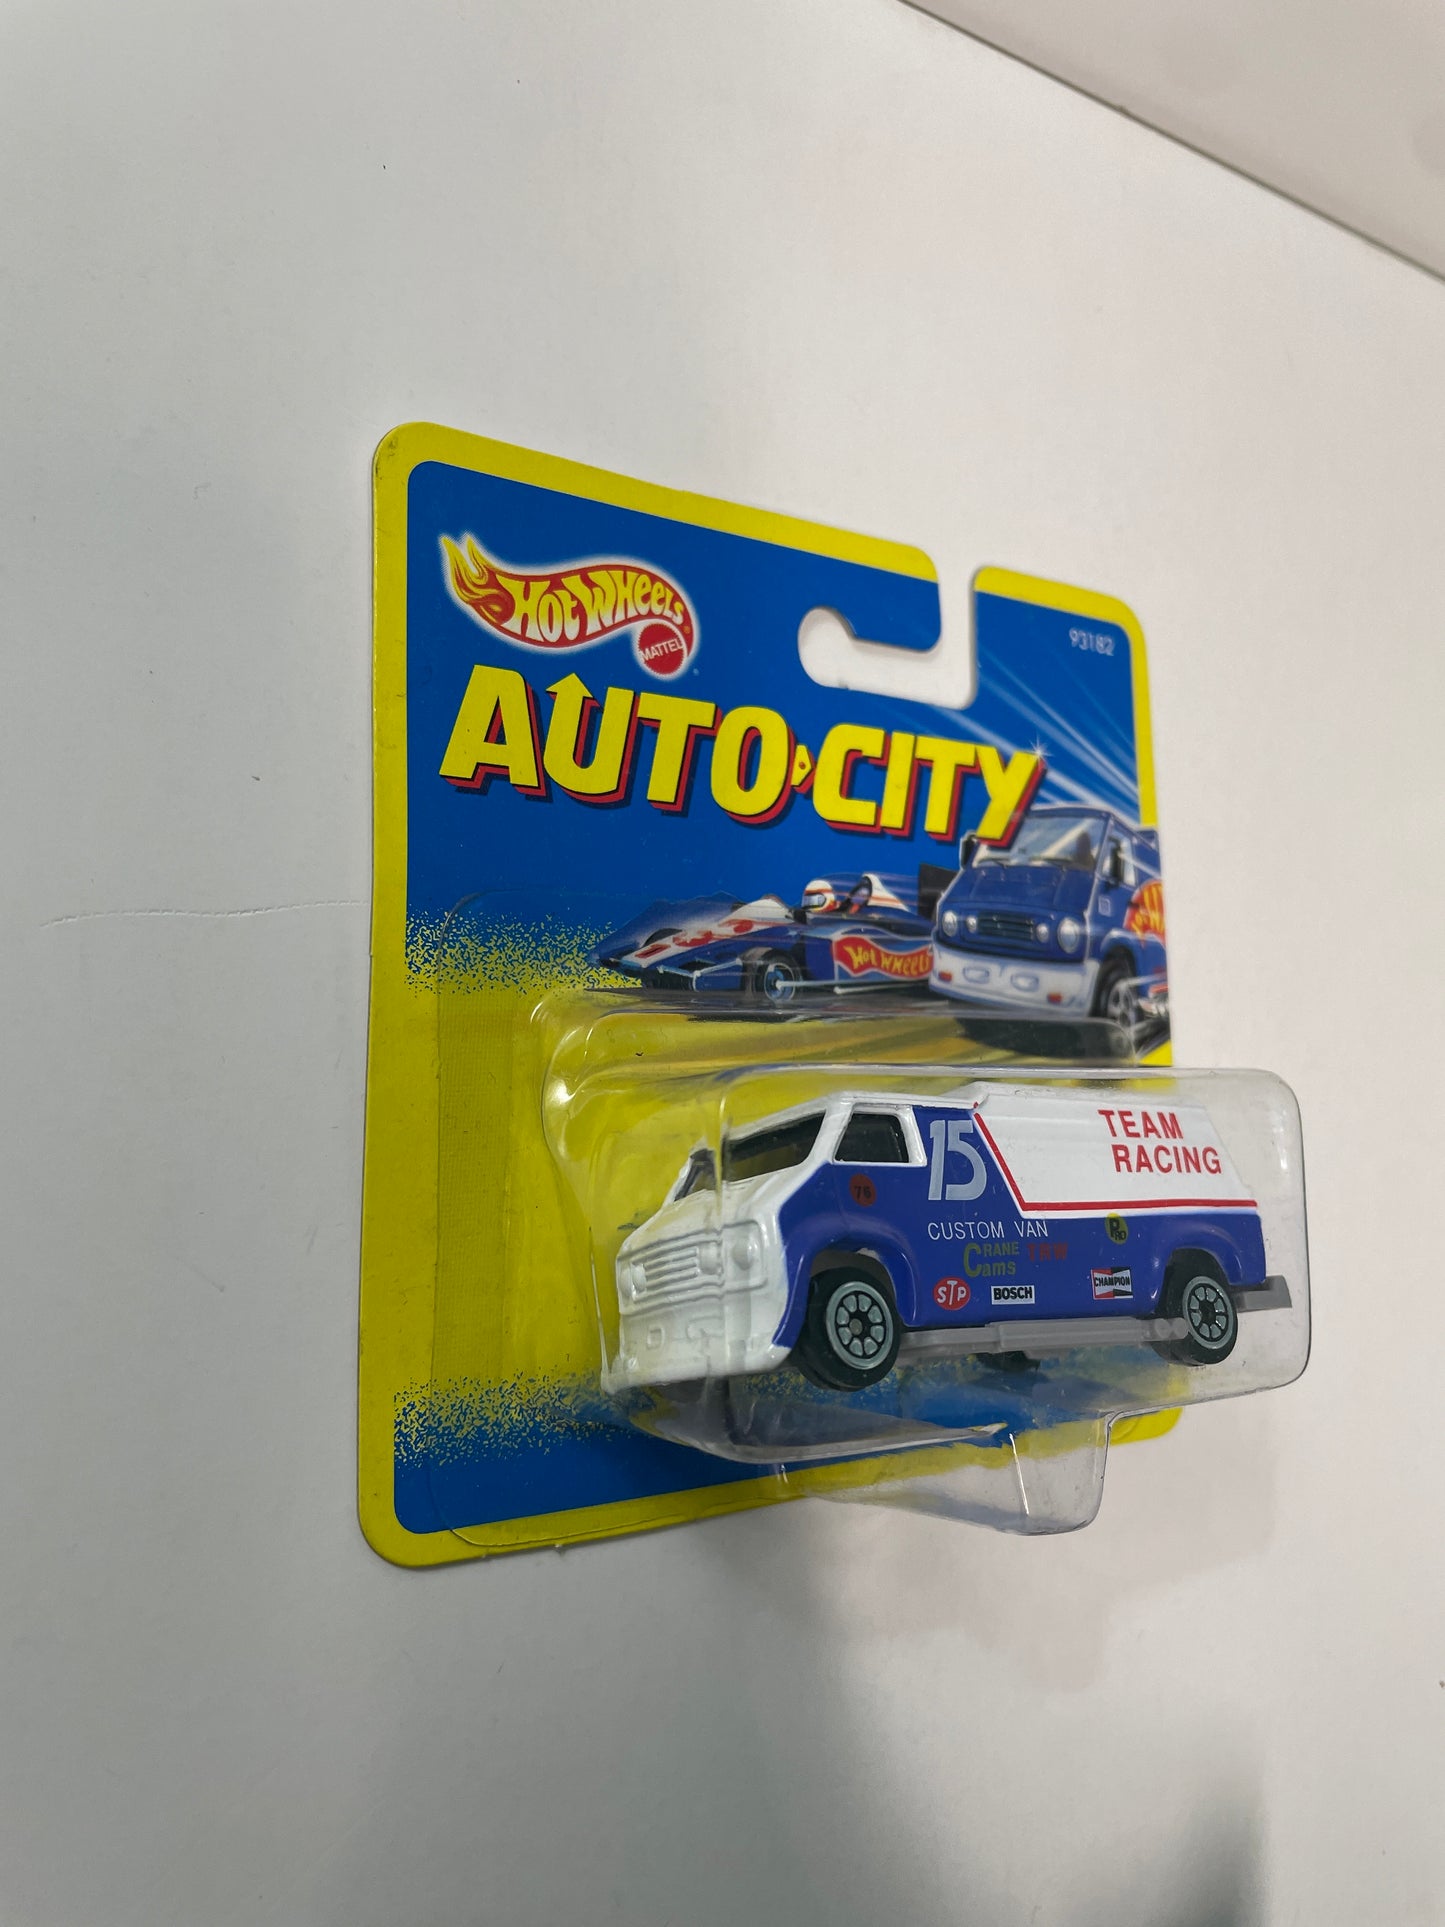 HOT WHEELS
MATTEL
93182
AUTO CITY
HOT WHEELS
TEAM
RACING
15
76
CUSTOM VAN
CRANE
Cams
TRW
PRO
STP
BOSCH
CHAMPION